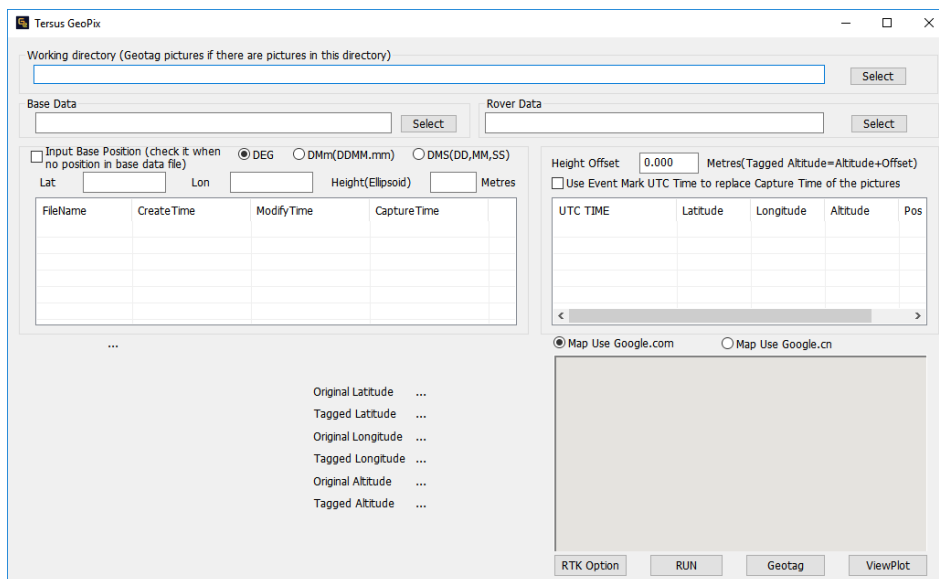 Tersus GeoPix
Working directory (Geotag pictures if there are pictures in this directory)
Select
Base Data
Select
Rover Data
Select
Input Base Position (check it when
no position in base data file)
DEG
DMm(DDMM.mm)
DMS(DD,MM,SS)
Lat
Lon
Height(Ellipsoid)
Metres
FileName CreateTime ModifyTime CaptureTime
Height Offset 0.000 Metres(Tagged Altitude=Altitude+Offset)
Use Event Mark UTC Time to replace Capture Time of the pictures
UTC TIME Latitude Longitude Altitude Pos
...
Original Latitude ...
Tagged Latitude ...
Original Longitude ...
Tagged Longitude ...
Original Altitude ...
Tagged Altitude ...
Map Use Google.com
Map Use Google.cn
RTK Option RUN Geotag ViewPlot